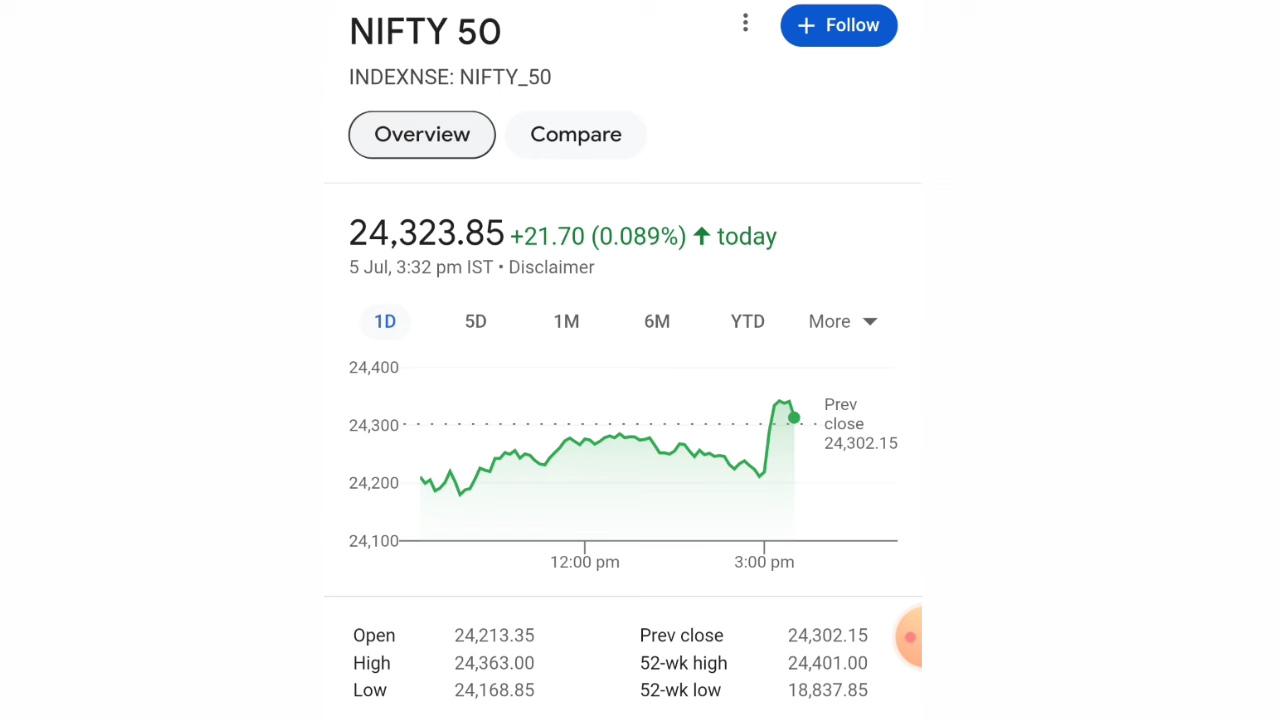 NIFTY 50
+ Follow
INDEXNSE: NIFTY_50
Overview
Compare
24,323.85 +21.70 (0.089%) ↑ today
5 Jul, 3:32 pm IST • Disclaimer
1D 5D 1M 6M YTD More
24,400
24,300
24,200
24,100
Prev
close
24,302.15
12:00 pm 3:00 pm
Open 24,213.35 Prev close 24,302.15
High 24,363.00 52-wk high 24,401.00
Low 24,168.85 52-wk low 18,837.85